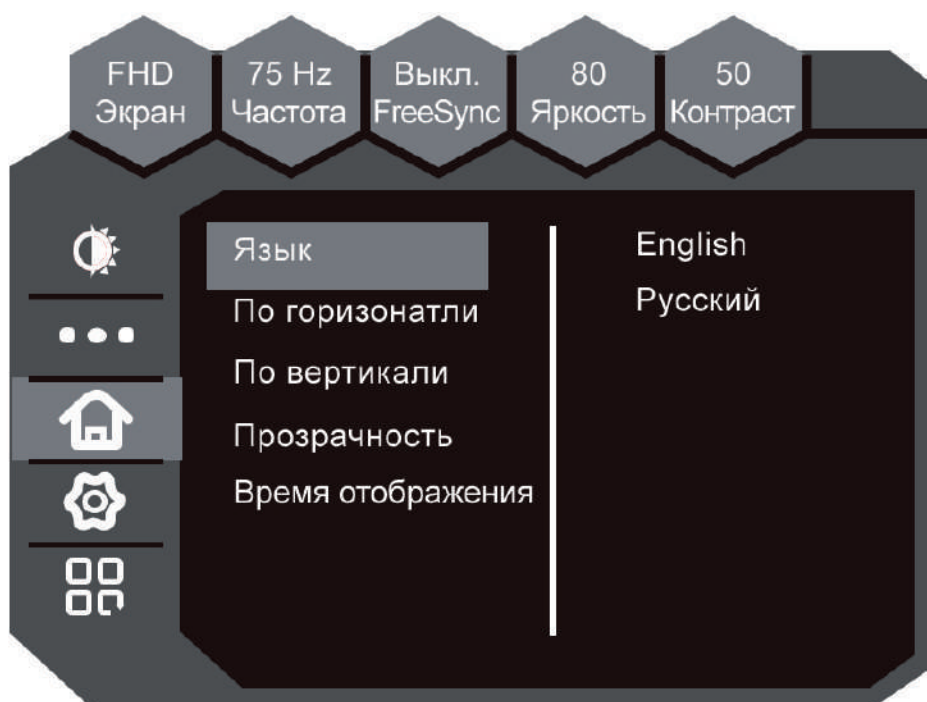 FHD
Экран
75 Hz
Частота
Выкл.
FreeSync
80
Яркость
50
Контраст
Язык
По горизонатли
По вертикали
Прозрачность
Время отображения
English
Русский